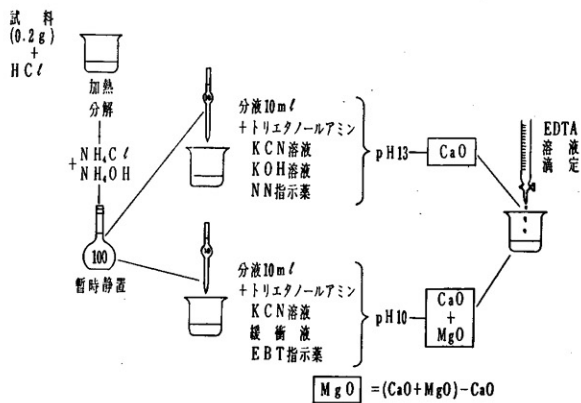 試料
(0.2g)
+
HCl
加熱
分解
+NH₄Cl
NH₄OH
100
暫時静置
10
分液10ml
+トリエタノールアミン
KCN溶液
KOH溶液
NN指示薬
pH13
CaO
10
分液10ml
+トリエタノールアミン
KCN溶液
緩衝液
EBT指示薬
pH10
CaO
+
MgO
EDTA
溶液
滴定
MgO =(CaO+MgO)-CaO